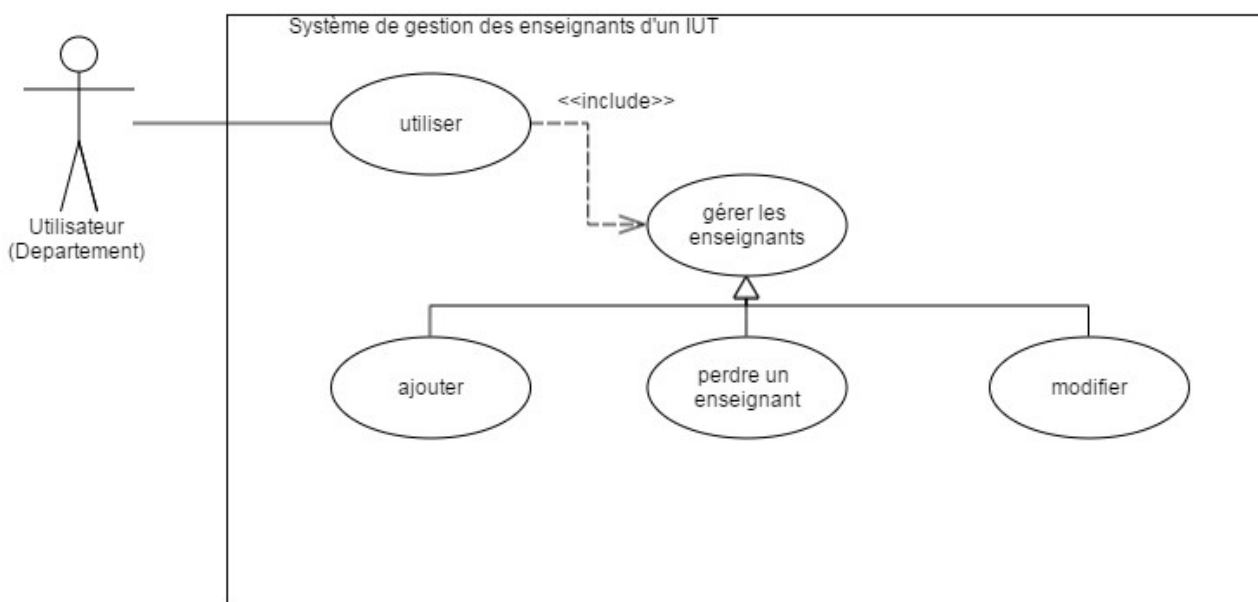 Système de gestion des enseignants d'un IUT
utiliser
<<include>>
gérer les
enseignants
Utilisateur
(Departement)
ajouter
perdre un
enseignant
modifier